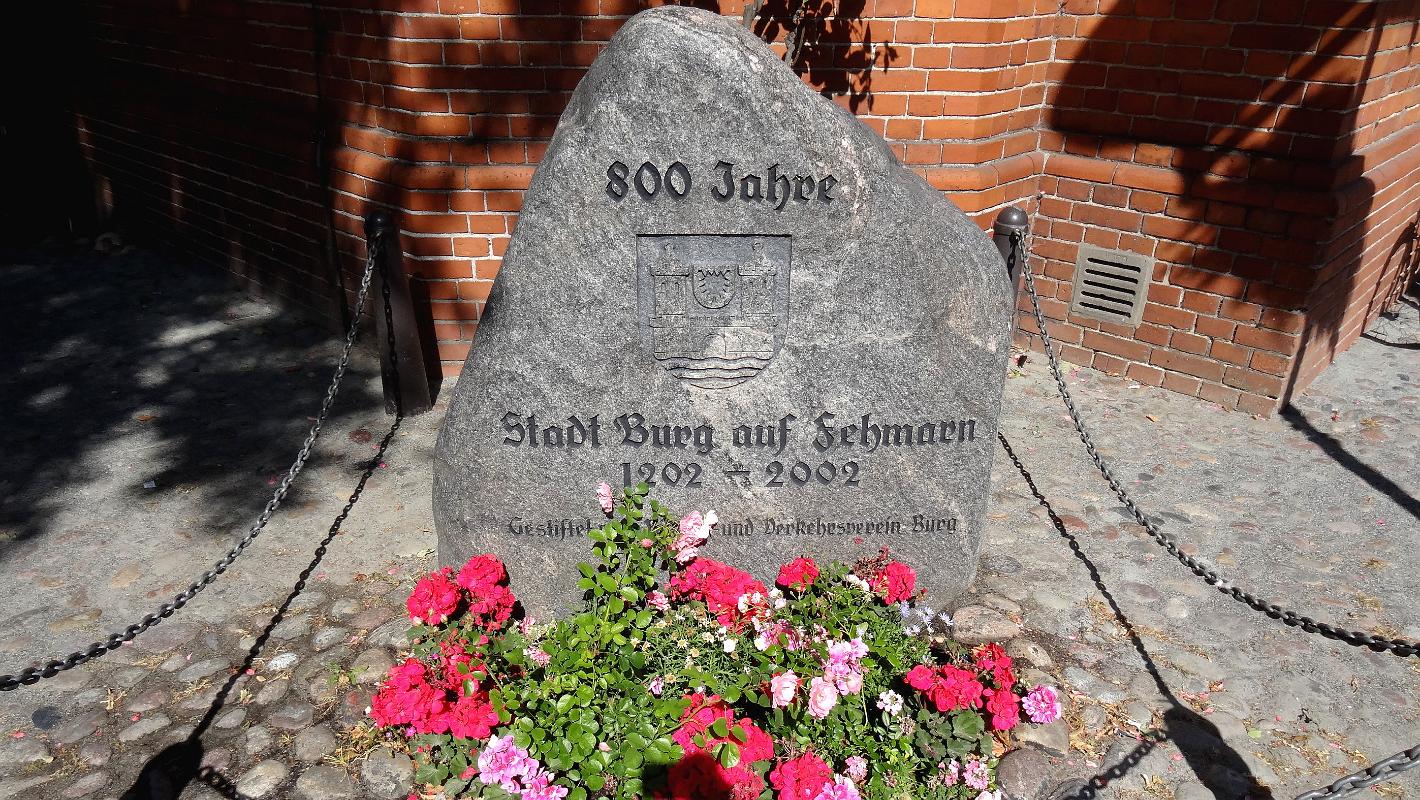 800 Jahre
Stadt Burg auf Fehmarn
1202 ÷ 2002
Gestiftet und Verkehrsverein Burg